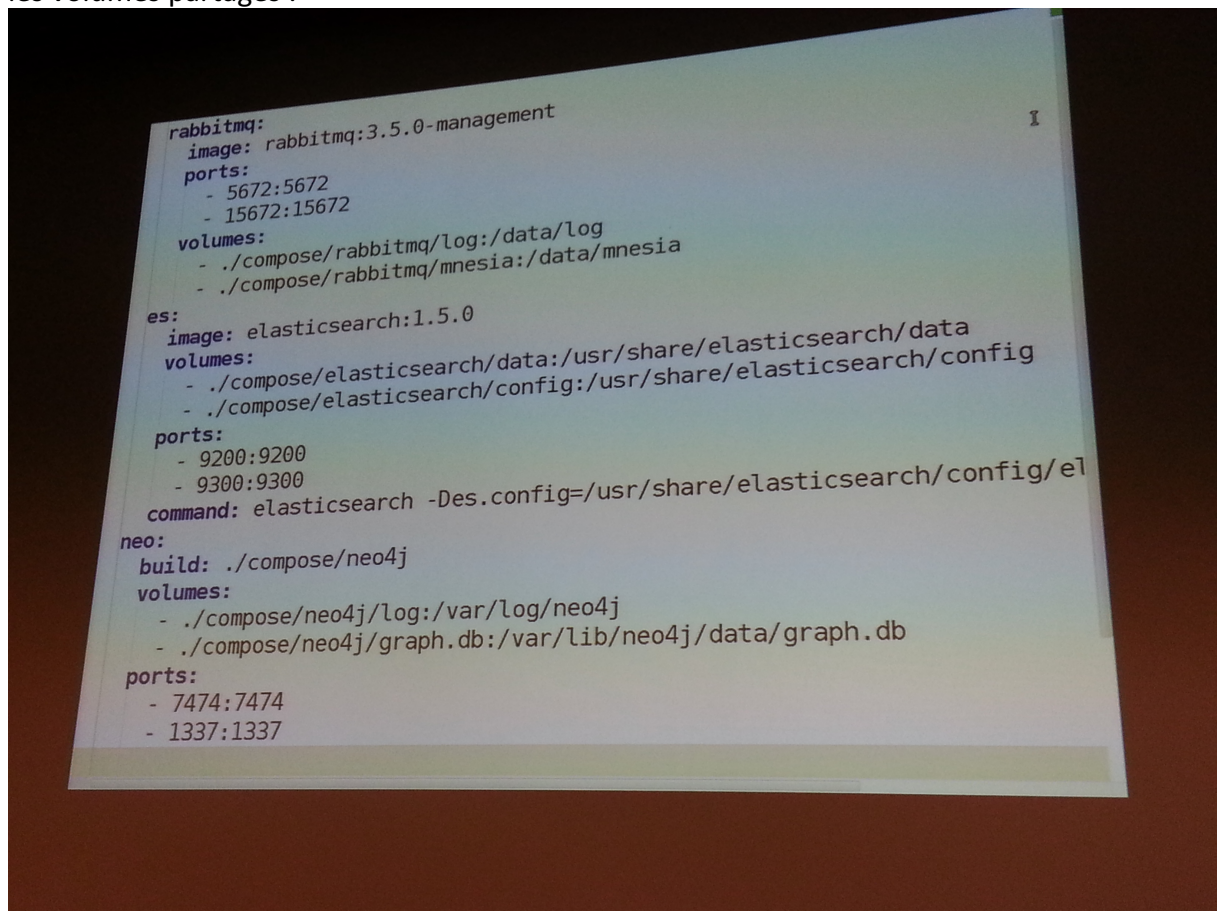 les volumes partagés :
rabbitmq:
image: rabbitmq:3.5.0-management
ports:
- 5672:5672
- 15672:15672
volumes:
- ./compose/rabbitmq/log:/data/log
- ./compose/rabbitmq/mnesia:/data/mnesia
es:
image: elasticsearch:1.5.0
volumes:
- ./compose/elasticsearch/data:/usr/share/elasticsearch/data
- ./compose/elasticsearch/config:/usr/share/elasticsearch/config
ports:
- 9200:9200
- 9300:9300
command: elasticsearch -Des.config=/usr/share/elasticsearch/config/el
neo:
build: ./compose/neo4j
volumes:
- ./compose/neo4j/log:/var/log/neo4j
- ./compose/neo4j/graph.db:/var/lib/neo4j/data/graph.db
ports:
- 7474:7474
- 1337:1337